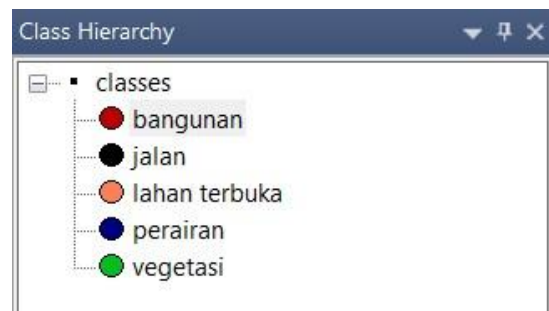 Class Hierarchy
classes
bangunan
jalan
lahan terbuka
perairan
vegetasi